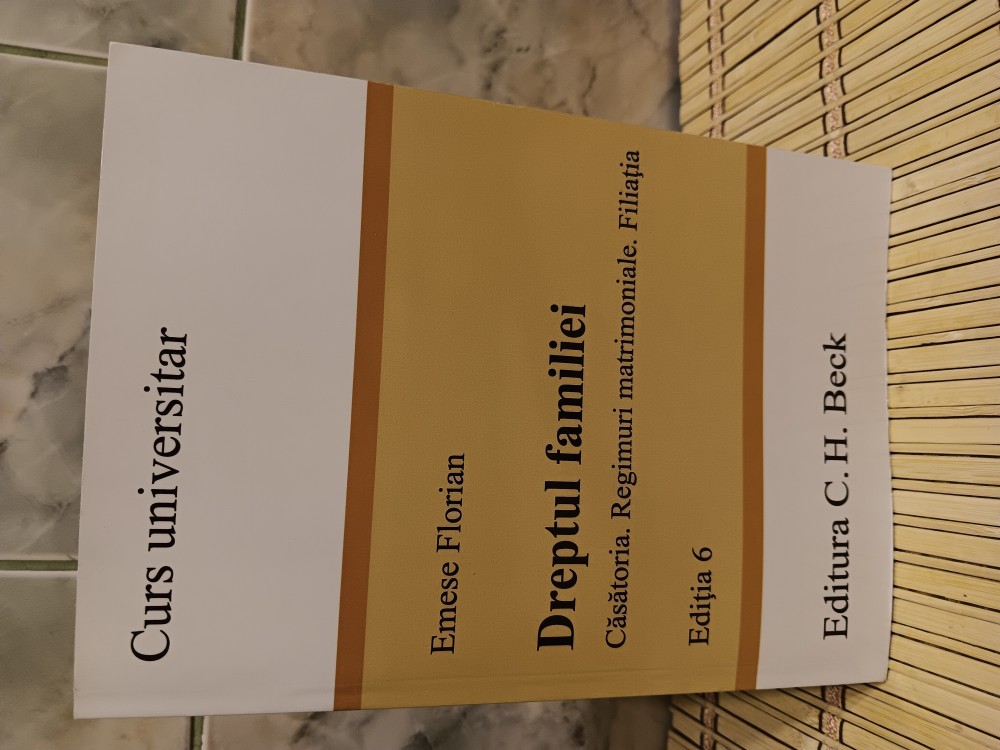 Curs universitar
Emese Florian
Dreptul familiei
Căsătoria. Regimuri matrimoniale. Filiația
Ediția 6
Editura C. H. Beck